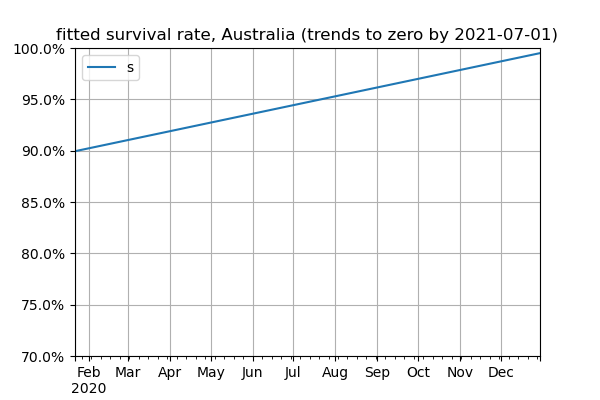 fitted survival rate, Australia (trends to zero by 2021-07-01)
100.0%
s
95.0%
90.0%
85.0%
80.0%
75.0%
70.0%
Feb Mar Apr May Jun Jul Aug Sep Oct Nov Dec
2020